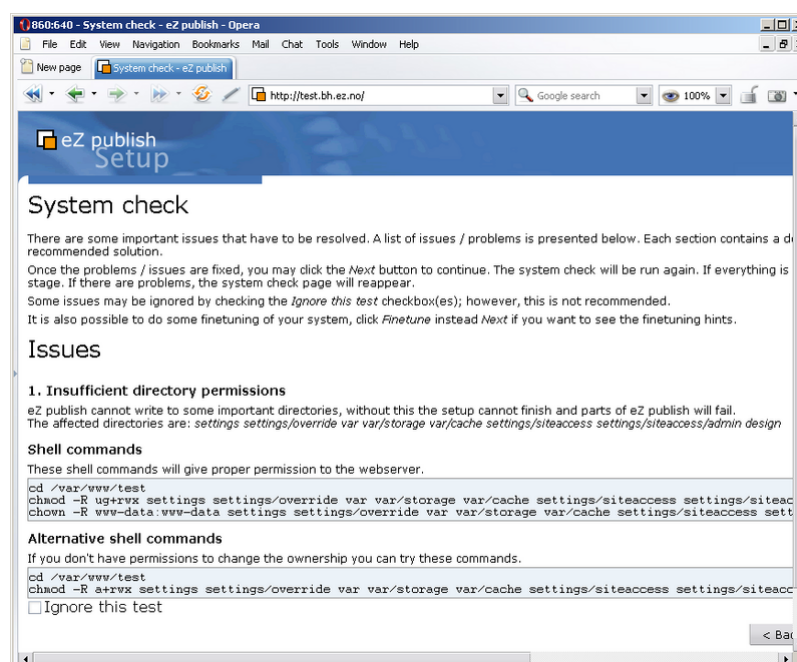 860:640 - System check - eZ publish - Opera
File Edit View Navigation Bookmarks Mail Chat Tools Window Help
New page System check - eZ publish
http://test.bh.ez.no/ Google search 100%
eZ publish
Setup
System check
There are some important issues that have to be resolved. A list of issues / problems is presented below. Each section contains a
recommended solution.
Once the problems / issues are fixed, you may click the Next button to continue. The system check will be run again. If everything is
stage. If there are problems, the system check page will reappear.
Some issues may be ignored by checking the Ignore this test checkbox(es); however, this is not recommended.
It is also possible to do some finetuning of your system, click Finetune instead Next if you want to see the finetuning hints.
Issues
1. Insufficient directory permissions
eZ publish cannot write to some important directories, without this the setup cannot finish and parts of eZ publish will fail.
The affected directories are: settings settings/override var var/storage var/cache settings/siteaccess settings/siteaccess/admin design
Shell commands
These shell commands will give proper permission to the webserver.
cd /var/www/test
chmod -R ug+rwx settings settings/override var var/storage var/cache settings/siteaccess settings/siteac
chown -R www-data:www-data settings settings/override var var/storage var/cache settings/siteaccess sett
Alternative shell commands
If you don't have permissions to change the ownership you can try these commands.
cd /var/www/test
chmod -R a+rwx settings settings/override var var/storage var/cache settings/siteaccess settings/siteacc
Ignore this test
< Bac